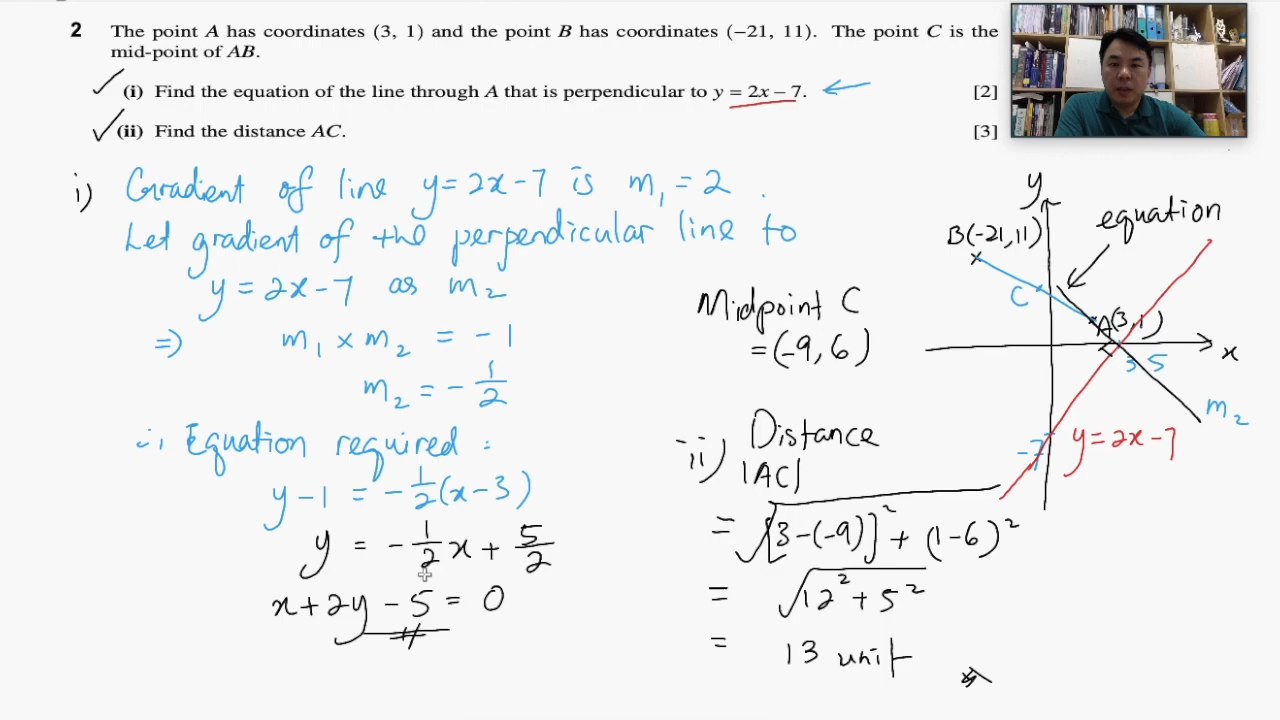 2 The point A has coordinates (3, 1) and the point B has coordinates (−21, 11). The point C is the
mid-point of AB.
(i) Find the equation of the line through A that is perpendicular to y = 2x − 7. [2]
(ii) Find the distance AC. [3]
i) Gradient of line y = 2x − 7 is m₁ = 2.
Let gradient of the perpendicular line to
y = 2x − 7 as m₂
⇒ m₁ × m₂ = −1
m₂ = −1/2
∴ Equation required :
y − 1 = −1/2(x − 3)
y = −1/2 x + 5/2
x + 2y − 5 = 0
Midpoint C
= (−9, 6)
ii) Distance
|AC|
= √[3 − (−9)]² + (1 − 6)²
= √12² + 5²
= 13 unit
y
equation
B(−21, 11)
C
A(3, 1)
x
3 5
m₂
−7
y = 2x − 7